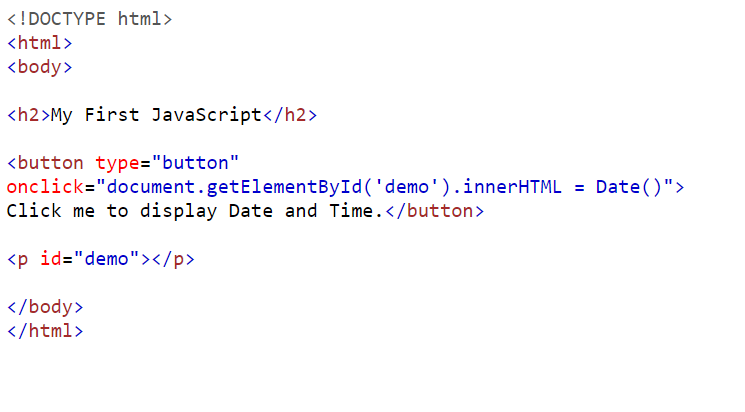 <!DOCTYPE html>
<html>
<body>
<h2>My First JavaScript</h2>
<button type="button"
onclick="document.getElementById('demo').innerHTML = Date()">
Click me to display Date and Time.</button>
<p id="demo"></p>
</body>
</html>